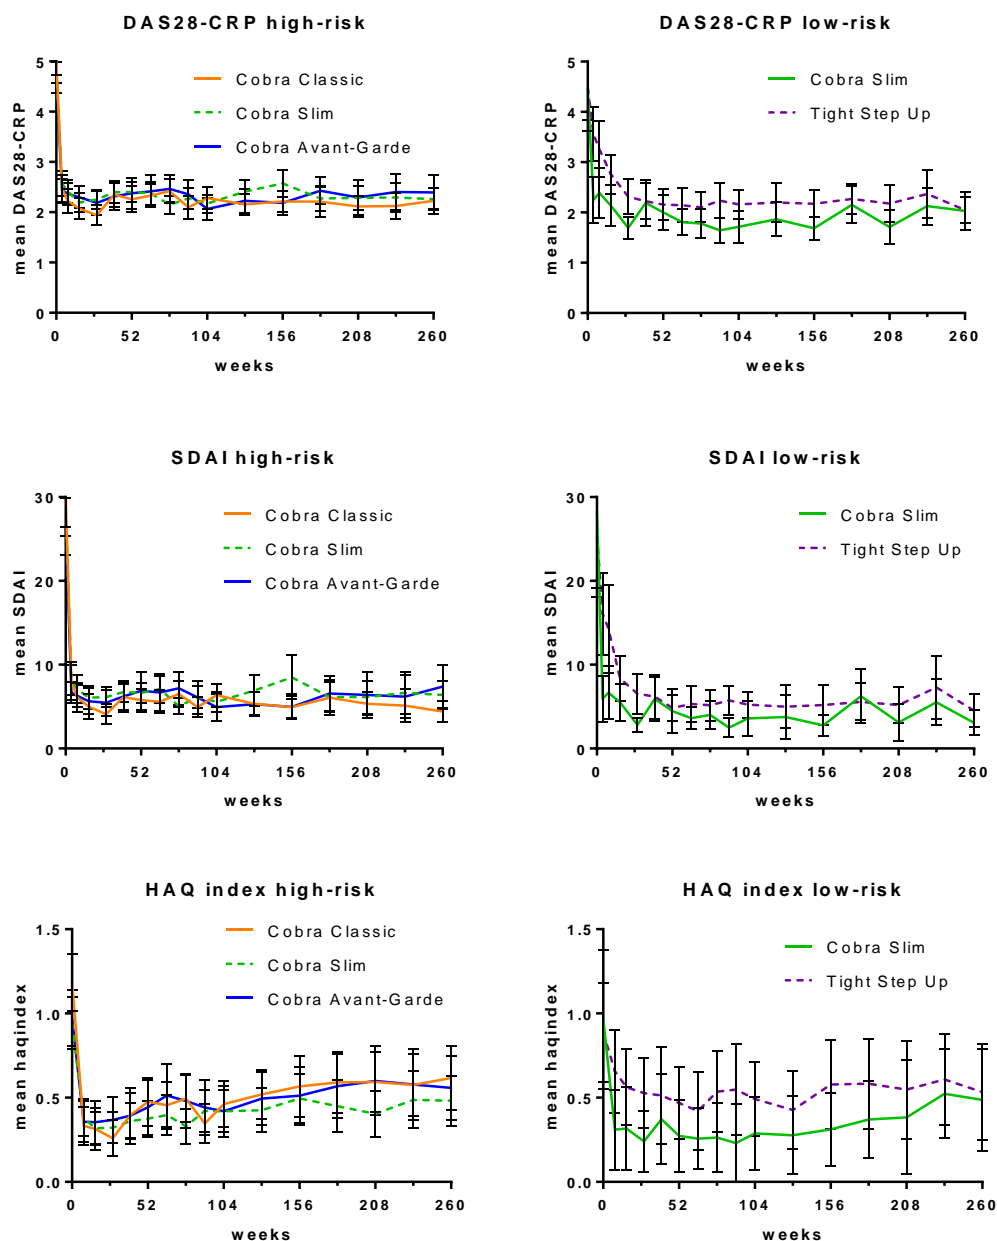 DAS28-CRP high-risk
mean DAS28-CRP
5
4
3
2
1
0
Cobra Classic
Cobra Slim
Cobra Avant-Garde
0 52 104 156 208 260
weeks
DAS28-CRP low-risk
mean DAS28-CRP
5
4
3
2
1
0
Cobra Slim
Tight Step Up
0 52 104 156 208 260
weeks
SDAI high-risk
mean SDAI
30
20
10
0
Cobra Classic
Cobra Slim
Cobra Avant-Garde
0 52 104 156 208 260
weeks
SDAI low-risk
mean SDAI
30
20
10
0
Cobra Slim
Tight Step Up
0 52 104 156 208 260
weeks
HAQ index high-risk
mean haqindex
1.5
1.0
0.5
0.0
Cobra Classic
Cobra Slim
Cobra Avant-Garde
0 52 104 156 208 260
weeks
HAQ index low-risk
mean haqindex
1.5
1.0
0.5
0.0
Cobra Slim
Tight Step Up
0 52 104 156 208 260
weeks